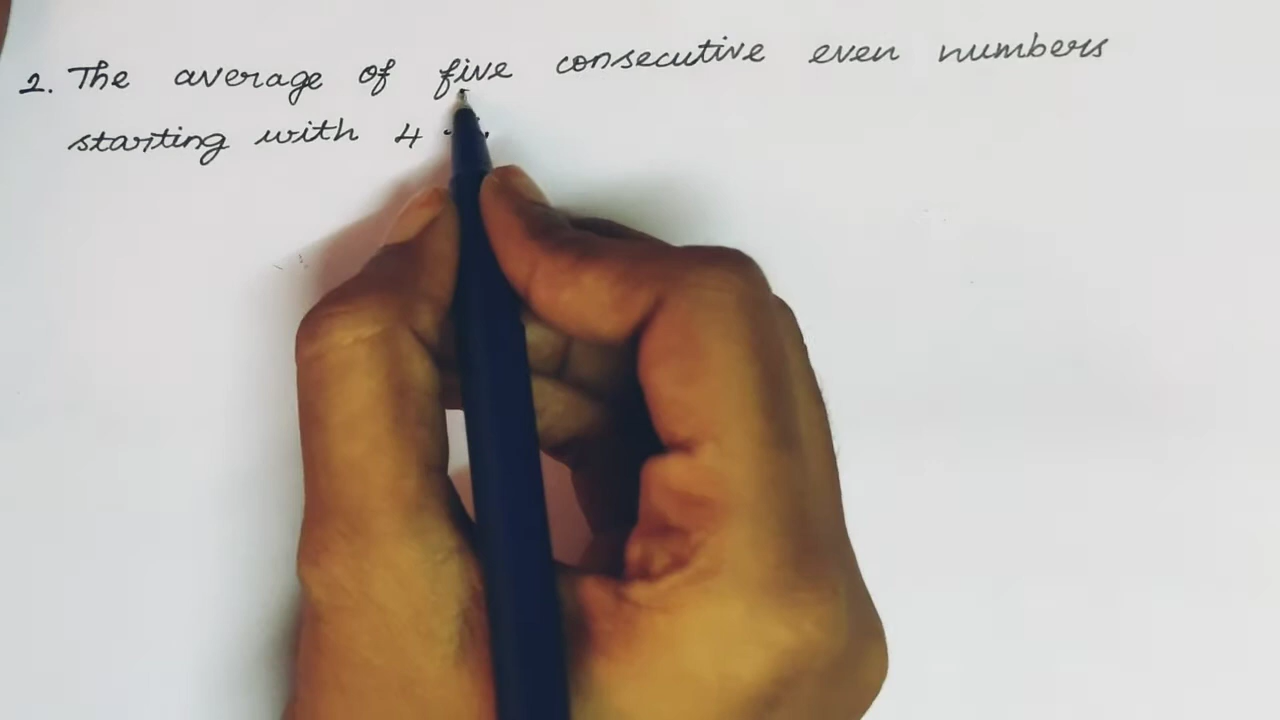 2. The average of five consecutive even numbers
starting with 4